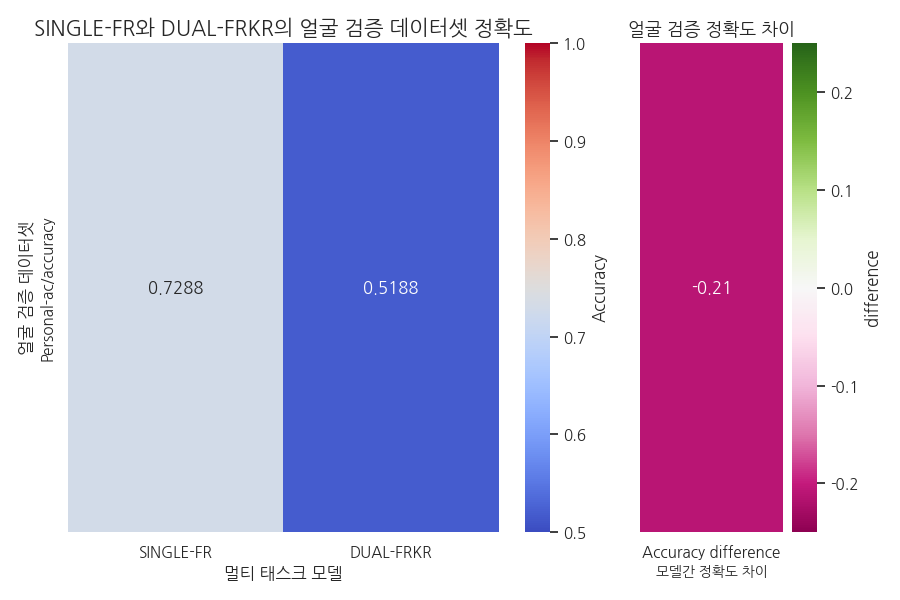 SINGLE-FR와 DUAL-FRKR의 얼굴 검증 데이터셋 정확도
얼굴 검증 데이터셋
Personal-ac/accuracy
0.7288
0.5188
SINGLE-FR
DUAL-FRKR
멀티 태스크 모델
1.0
0.9
0.8
0.7
0.6
0.5
Accuracy
얼굴 검증 정확도 차이
-0.21
Accuracy difference
모델간 정확도 차이
0.2
0.1
0.0
-0.1
-0.2
difference